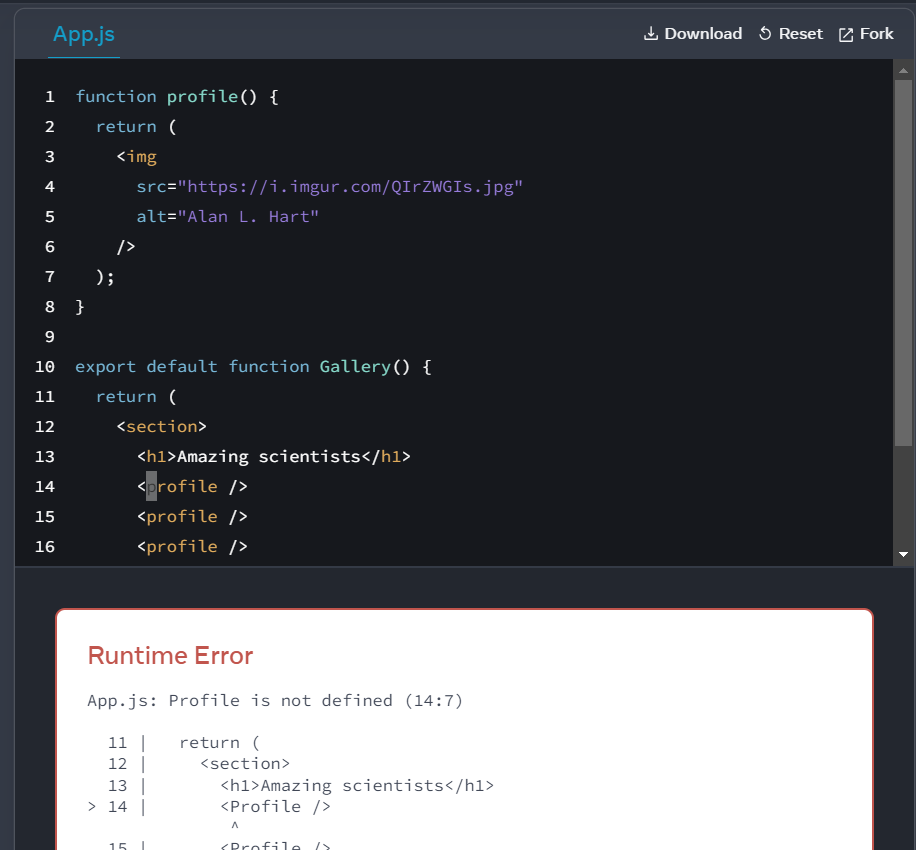 App.js Download Reset Fork
1 function profile() {
2 return (
3 <img
4 src="https://i.imgur.com/QIrZWGIs.jpg"
5 alt="Alan L. Hart"
6 />
7 );
8 }
9
10 export default function Gallery() {
11 return (
12 <section>
13 <h1>Amazing scientists</h1>
14 <profile />
15 <profile />
16 <profile />
Runtime Error
App.js: Profile is not defined (14:7)
11 | return (
12 | <section>
13 | <h1>Amazing scientists</h1>
> 14 | <Profile />
^
15 | <Profile />